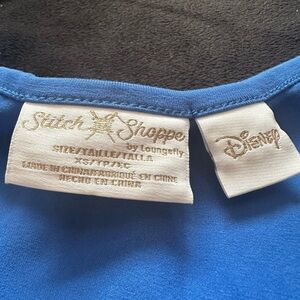 Stitch Shoppe
by Loungefly
SIZE/TAILLE/TALLA
XS/TP/EC
MADE IN CHINA/FABRIQUÉ EN CHINE
HECHO EN CHINA
Disney